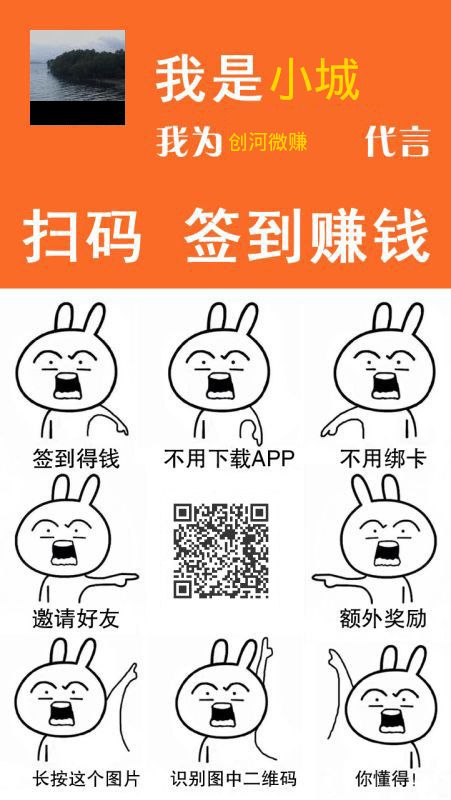 我是小城
我为创河微赚 代言
扫码 签到赚钱
签到得钱 不用下载APP 不用绑卡
邀请好友 额外奖励
长按这个图片 识别图中二维码 你懂得！